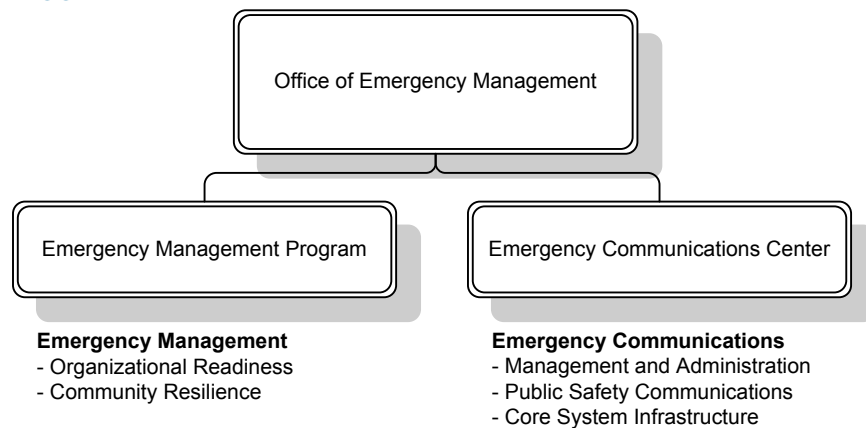 Office of Emergency Management
Emergency Management Program
Emergency Communications Center
Emergency Management
- Organizational Readiness
- Community Resilience
Emergency Communications
- Management and Administration
- Public Safety Communications
- Core System Infrastructure